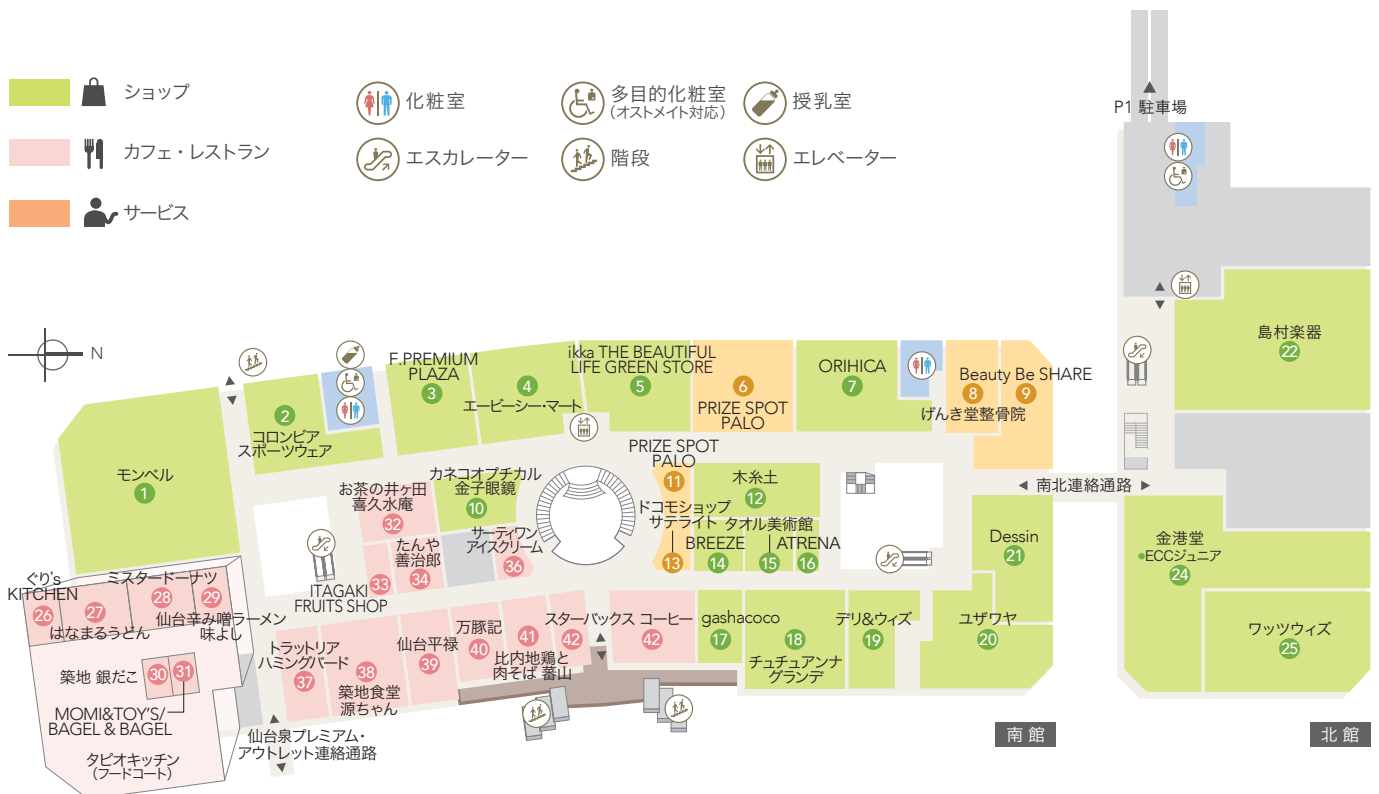 ショップ
カフェ・レストラン
サービス
化粧室
多目的化粧室
(オストメイト対応)
授乳室
エスカレーター
階段
エレベーター
P1 駐車場
N
島村楽器
22
F.PREMIUM
PLAZA
3
4
エービーシー・マート
ikka THE BEAUTIFUL
LIFE GREEN STORE
5
6
PRIZE SPOT
PALO
ORIHICA
7
Beauty Be SHARE
8
9
げんき堂整骨院
2
コロンビア
スポーツウェア
モンベル
1
カネコオプチカル
金子眼鏡
10
PRIZE SPOT
PALO
11
木糸土
12
南北連絡通路
お茶の井ヶ田
喜久水庵
32
サーティワン
アイスクリーム
36
ドコモショップ
サテライト
13
タオル美術館
15
BREEZE
14
ATRENA
16
Dessin
21
金港堂
ECCジュニア
24
たんや
善治郎
34
33
ITAGAKI
FRUITS SHOP
ぐり's
KITCHEN
26
27
はなまるうどん
ミスタードーナツ
28
29
仙台辛み噌ラーメン
味よし
トラットリア
ハミングバード
37
38
築地食堂
源ちゃん
仙台平禄
39
万豚記
40
41
比内地鶏と
肉そば 蕃山
スターバックス コーヒー
42
42
gashacoco
17
18
チュチュアンナ
グランデ
デリ&ウィズ
19
ユザワヤ
20
ワッツウィズ
25
築地 銀だこ
30
31
MOMI&TOY'S/
BAGEL & BAGEL
タピオキッチン
(フードコート)
仙台泉プレミアム・
アウトレット連絡通路
南館
北館